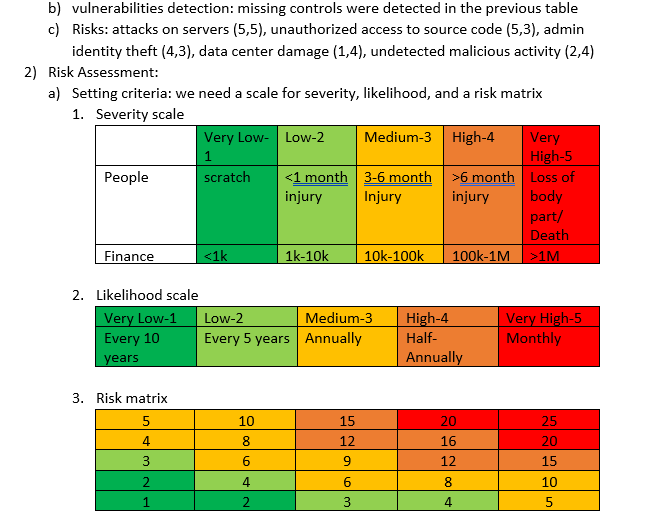 b) vulnerabilities detection: missing controls were detected in the previous table
c) Risks: attacks on servers (5,5), unauthorized access to source code (5,3), admin
identity theft (4,3), data center damage (1,4), undetected malicious activity (2,4)
2) Risk Assessment:
a) Setting criteria: we need a scale for severity, likelihood, and a risk matrix
1. Severity scale
Very Low- Low-2 Medium-3 High-4 Very
1 High-5
People scratch <1 month 3-6 month >6 month Loss of
injury Injury injury body
part/
Death
Finance <1k 1k-10k 10k-100k 100k-1M >1M
2. Likelihood scale
Very Low-1 Low-2 Medium-3 High-4 Very High-5
Every 10 Every 5 years Annually Half- Monthly
years Annually
3. Risk matrix
5 10 15 20 25
4 8 12 16 20
3 6 9 12 15
2 4 6 8 10
1 2 3 4 5